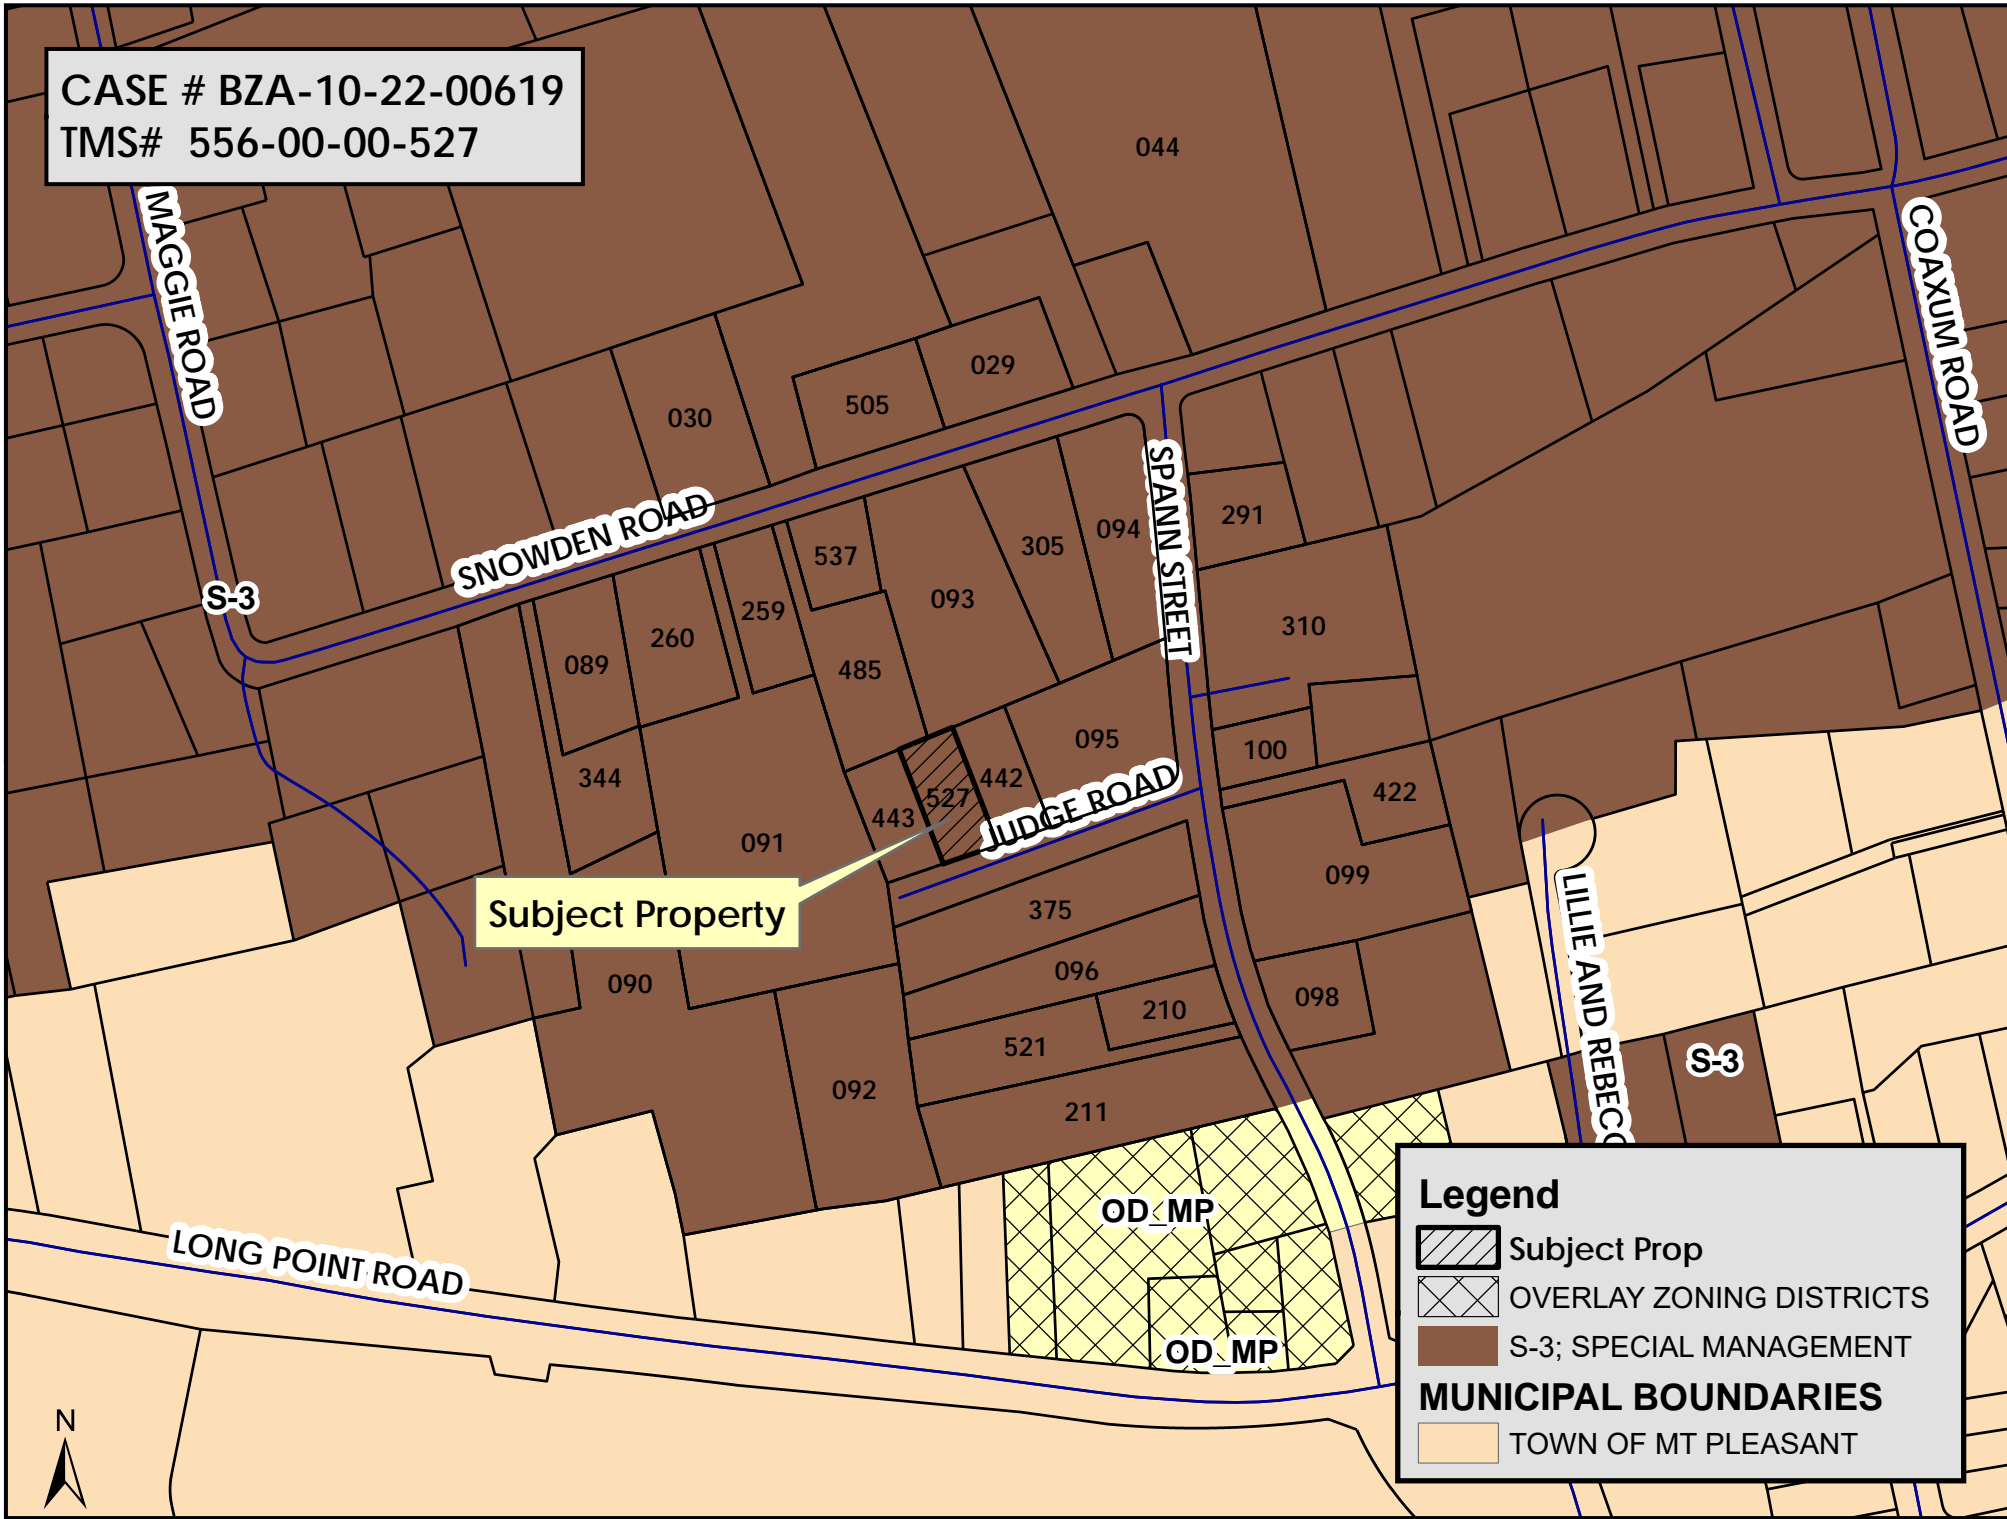 CASE # BZA-10-22-00619
TMS# 556-00-00-527
044
MAGGIE ROAD
COAXUM ROAD
029
505
030
SNOWDEN ROAD
SPANN STREET
291
094
305
537
093
259
260
089
485
310
S-3
095
100
442
344
527
422
443
JUDGE ROAD
091
099
Subject Property
375
LILLIE AND REBECC
096
090
098
210
521
092
211
S-3
OD_MP
LONG POINT ROAD
OD_MP
N
Legend
Subject Prop
OVERLAY ZONING DISTRICTS
S-3; SPECIAL MANAGEMENT
MUNICIPAL BOUNDARIES
TOWN OF MT PLEASANT